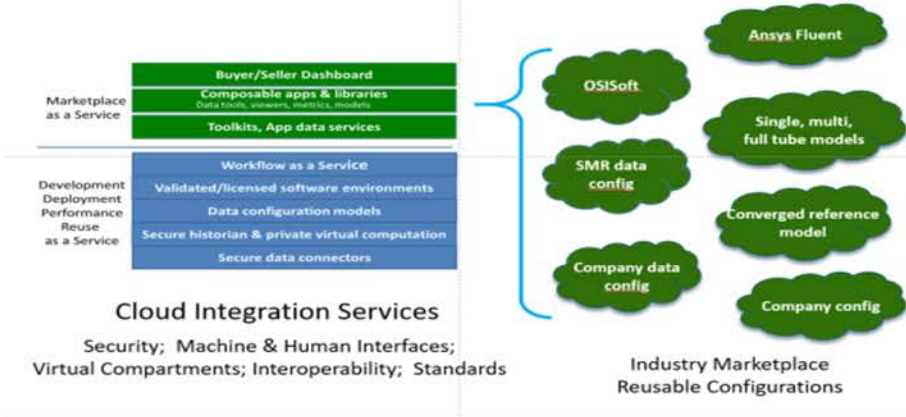 Marketplace
as a Service
Buyer/Seller Dashboard
Composable apps & libraries
Data tools, viewers, metrics, models
Toolkits, App data services
Development
Deployment
Performance
Reuse
as a Service
Workflow as a Service
Validated/licensed software environments
Data configuration models
Secure historian & private virtual computation
Secure data connectors
Cloud Integration Services
Security; Machine & Human Interfaces;
Virtual Compartments; Interoperability; Standards
OSISoft
SMR data
config
Company data
config
Ansys Fluent
Single, multi,
full tube models
Converged reference
model
Company config
Industry Marketplace
Reusable Configurations